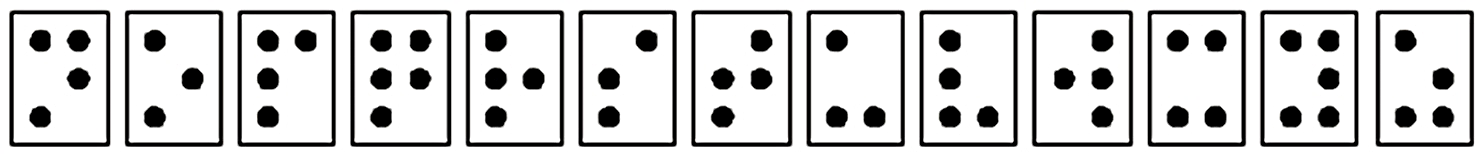 ⠝ ⠕ ⠏ ⠟ ⠗ ⠎ ⠞ ⠥ ⠧ ⠺ ⠭ ⠽ ⠵